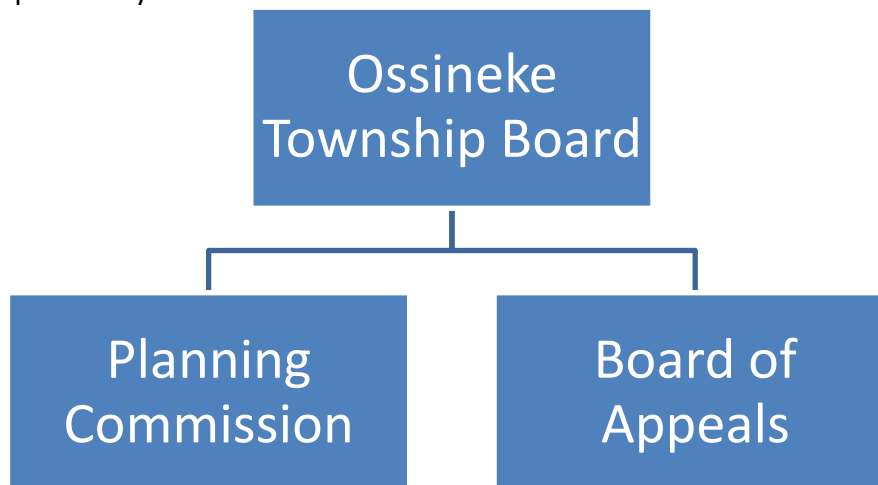 Ossineke
Township Board
Planning
Commission
Board of
Appeals